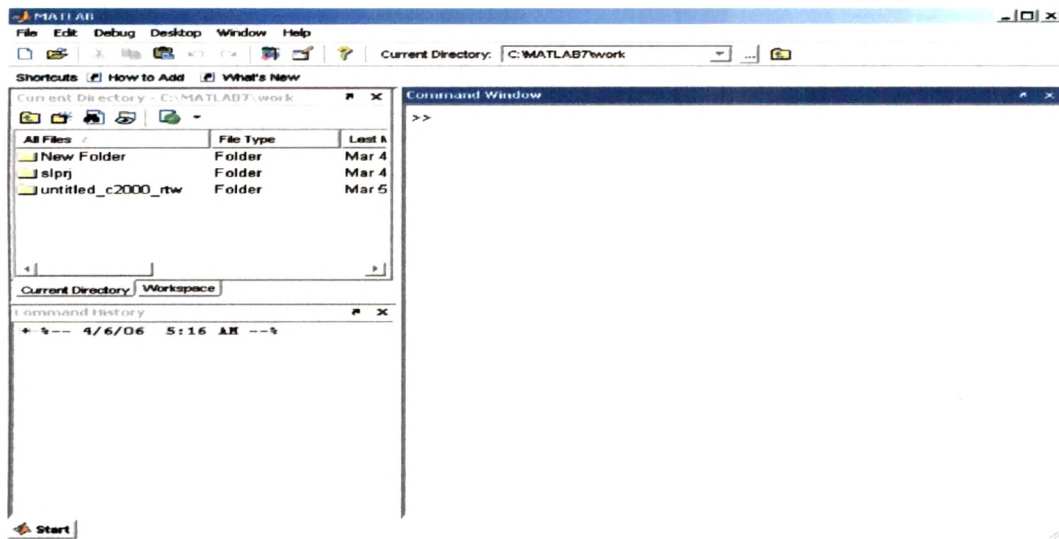 MATLAB
File Edit Debug Desktop Window Help
? Current Directory: C:\MATLAB7\work ...
Shortcuts How to Add What's New
Current Directory - C:\MATLAB7\work
All Files / File Type Last M
New Folder Folder Mar 4
slprj Folder Mar 4
untitled_c2000_rtw Folder Mar 5
Current Directory Workspace
Command History
%-- 4/6/06 5:16 AM --%
Command Window
>>
Start